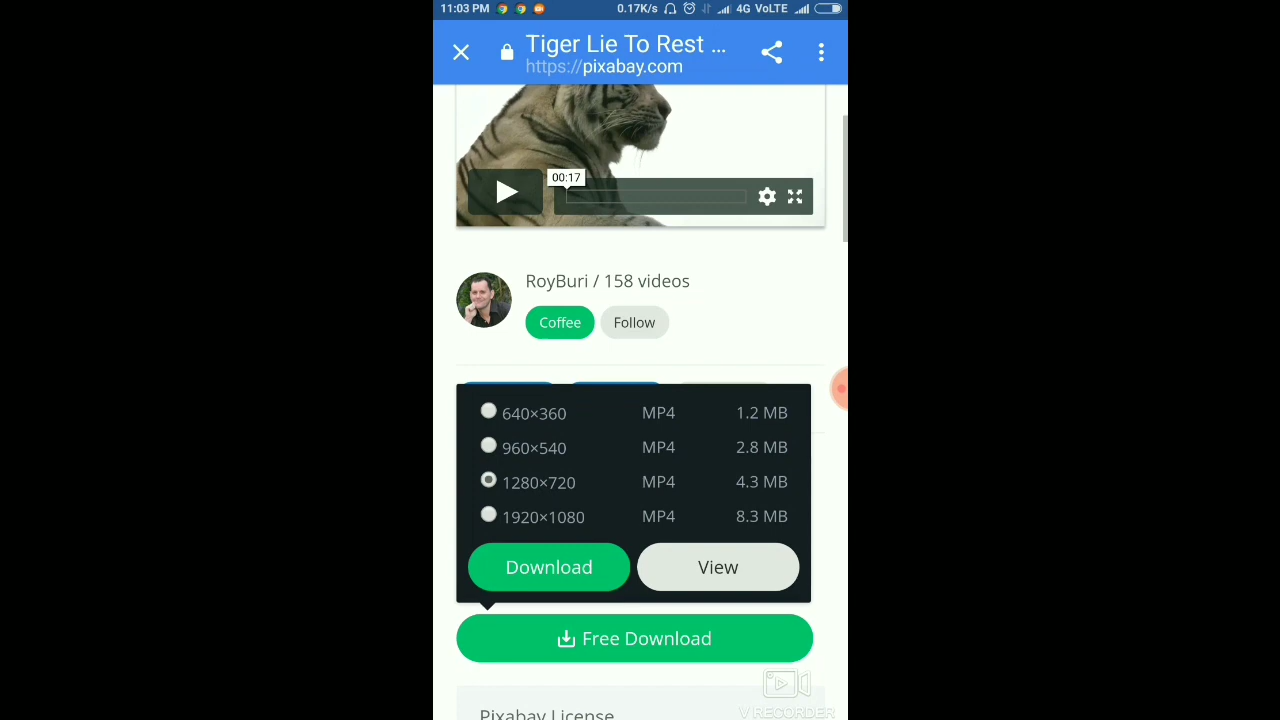 11:03 PM 0.17K/s 4G VoLTE
Tiger Lie To Rest ...
https://pixabay.com
00:17
RoyBuri / 158 videos
Coffee Follow
640×360 MP4 1.2 MB
960×540 MP4 2.8 MB
1280×720 MP4 4.3 MB
1920×1080 MP4 8.3 MB
Download View
Free Download
Pixabay License
V RECORDER